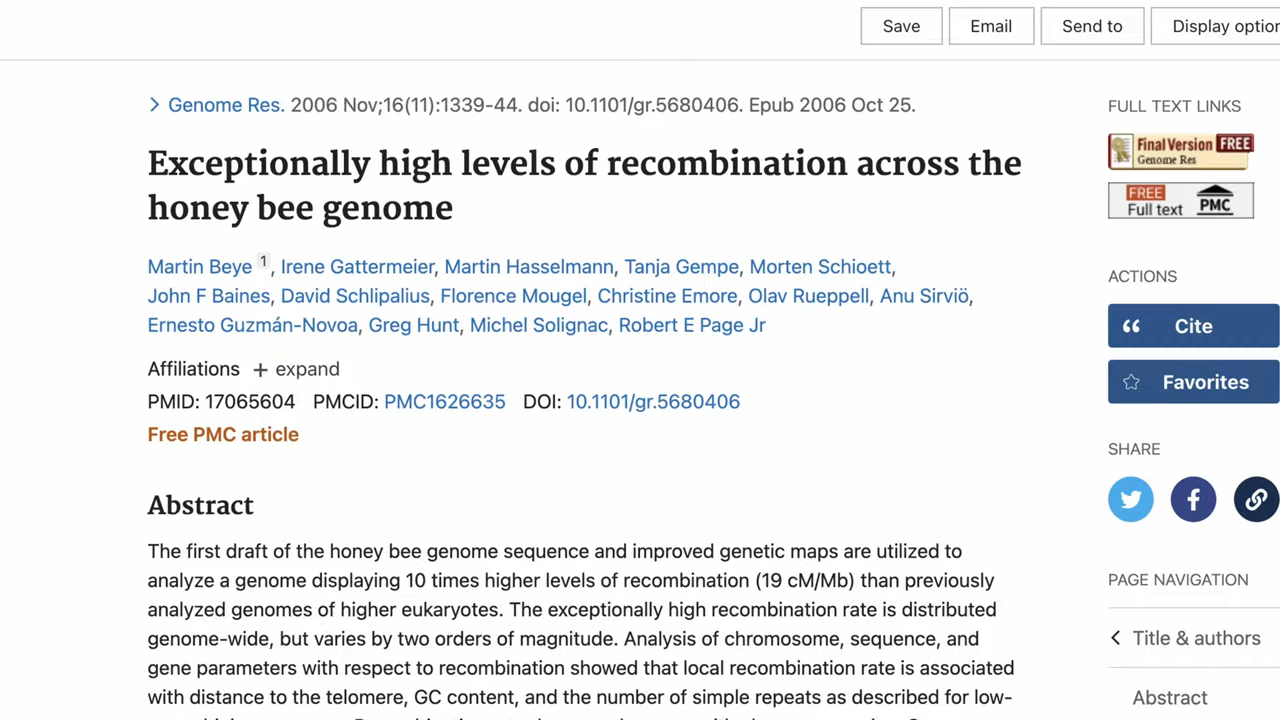 Save Email Send to Display option
Genome Res. 2006 Nov;16(11):1339-44. doi: 10.1101/gr.5680406. Epub 2006 Oct 25.
Exceptionally high levels of recombination across the
honey bee genome
Martin Beye 1, Irene Gattermeier, Martin Hasselmann, Tanja Gempe, Morten Schioett,
John F Baines, David Schlipalius, Florence Mougel, Christine Emore, Olav Rueppell, Anu Sirviö,
Ernesto Guzmán-Novoa, Greg Hunt, Michel Solignac, Robert E Page Jr
Affiliations + expand
PMID: 17065604 PMCID: PMC1626635 DOI: 10.1101/gr.5680406
Free PMC article
Abstract
The first draft of the honey bee genome sequence and improved genetic maps are utilized to
analyze a genome displaying 10 times higher levels of recombination (19 cM/Mb) than previously
analyzed genomes of higher eukaryotes. The exceptionally high recombination rate is distributed
genome-wide, but varies by two orders of magnitude. Analysis of chromosome, sequence, and
gene parameters with respect to recombination showed that local recombination rate is associated
with distance to the telomere, GC content, and the number of simple repeats as described for low-
FULL TEXT LINKS
Final Version FREE
Genome Res
FREE
Full text PMC
ACTIONS
Cite
Favorites
SHARE
PAGE NAVIGATION
Title & authors
Abstract